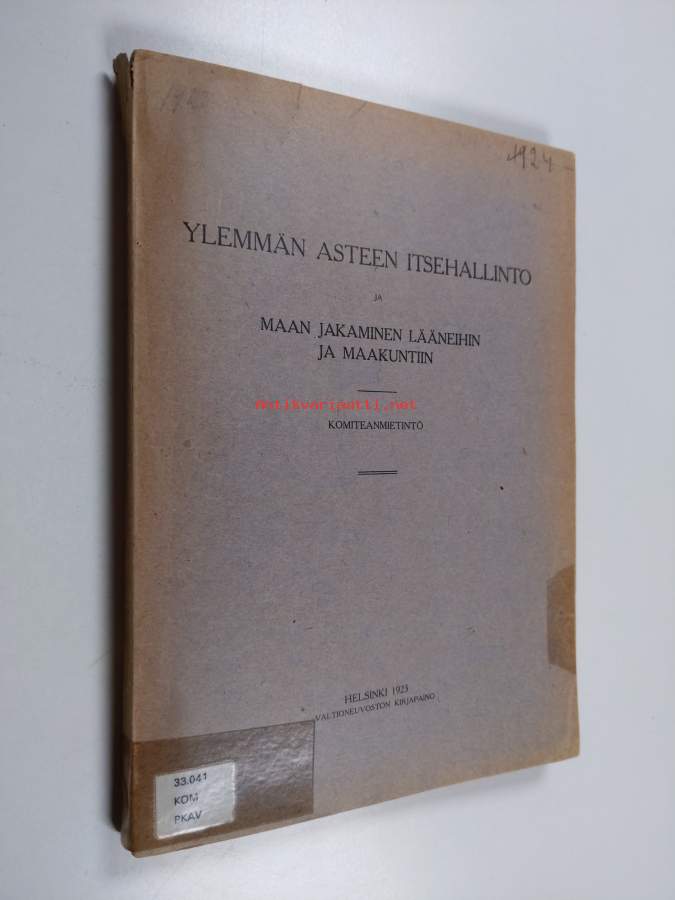 1924
YLEMMÄN ASTEEN ITSEHALLINTO
JA
MAAN JAKAMINEN LÄÄNEIHIN
JA MAAKUNTIIN
antikvariaatti.net
KOMITEANMIETINTÖ
HELSINKI 1923
VALTIONEUVOSTON KIRJAPAINO
33.041
KOM
PKAV